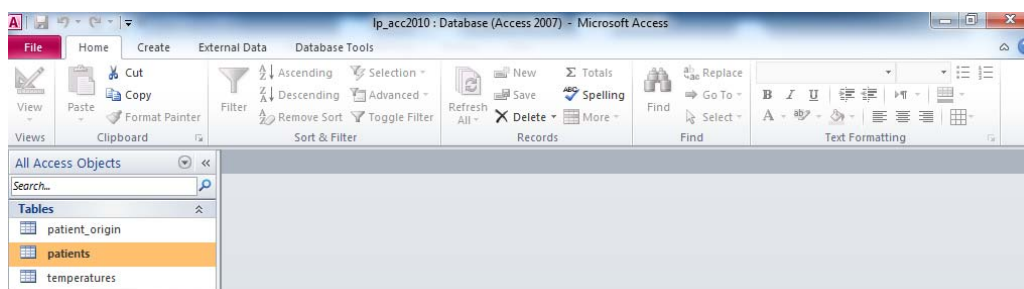 A
lp_acc2010 : Database (Access 2007) - Microsoft Access
File Home Create External Data Database Tools
View
Views
Paste
Cut
Copy
Format Painter
Clipboard
Filter
Ascending
Descending
Remove Sort
Selection
Advanced
Toggle Filter
Sort & Filter
Refresh
All
New
Save
Delete
Totals
Spelling
More
Records
Find
Replace
Go To
Select
Find
B I U
A
Text Formatting
All Access Objects
Search...
Tables
patient_origin
patients
temperatures